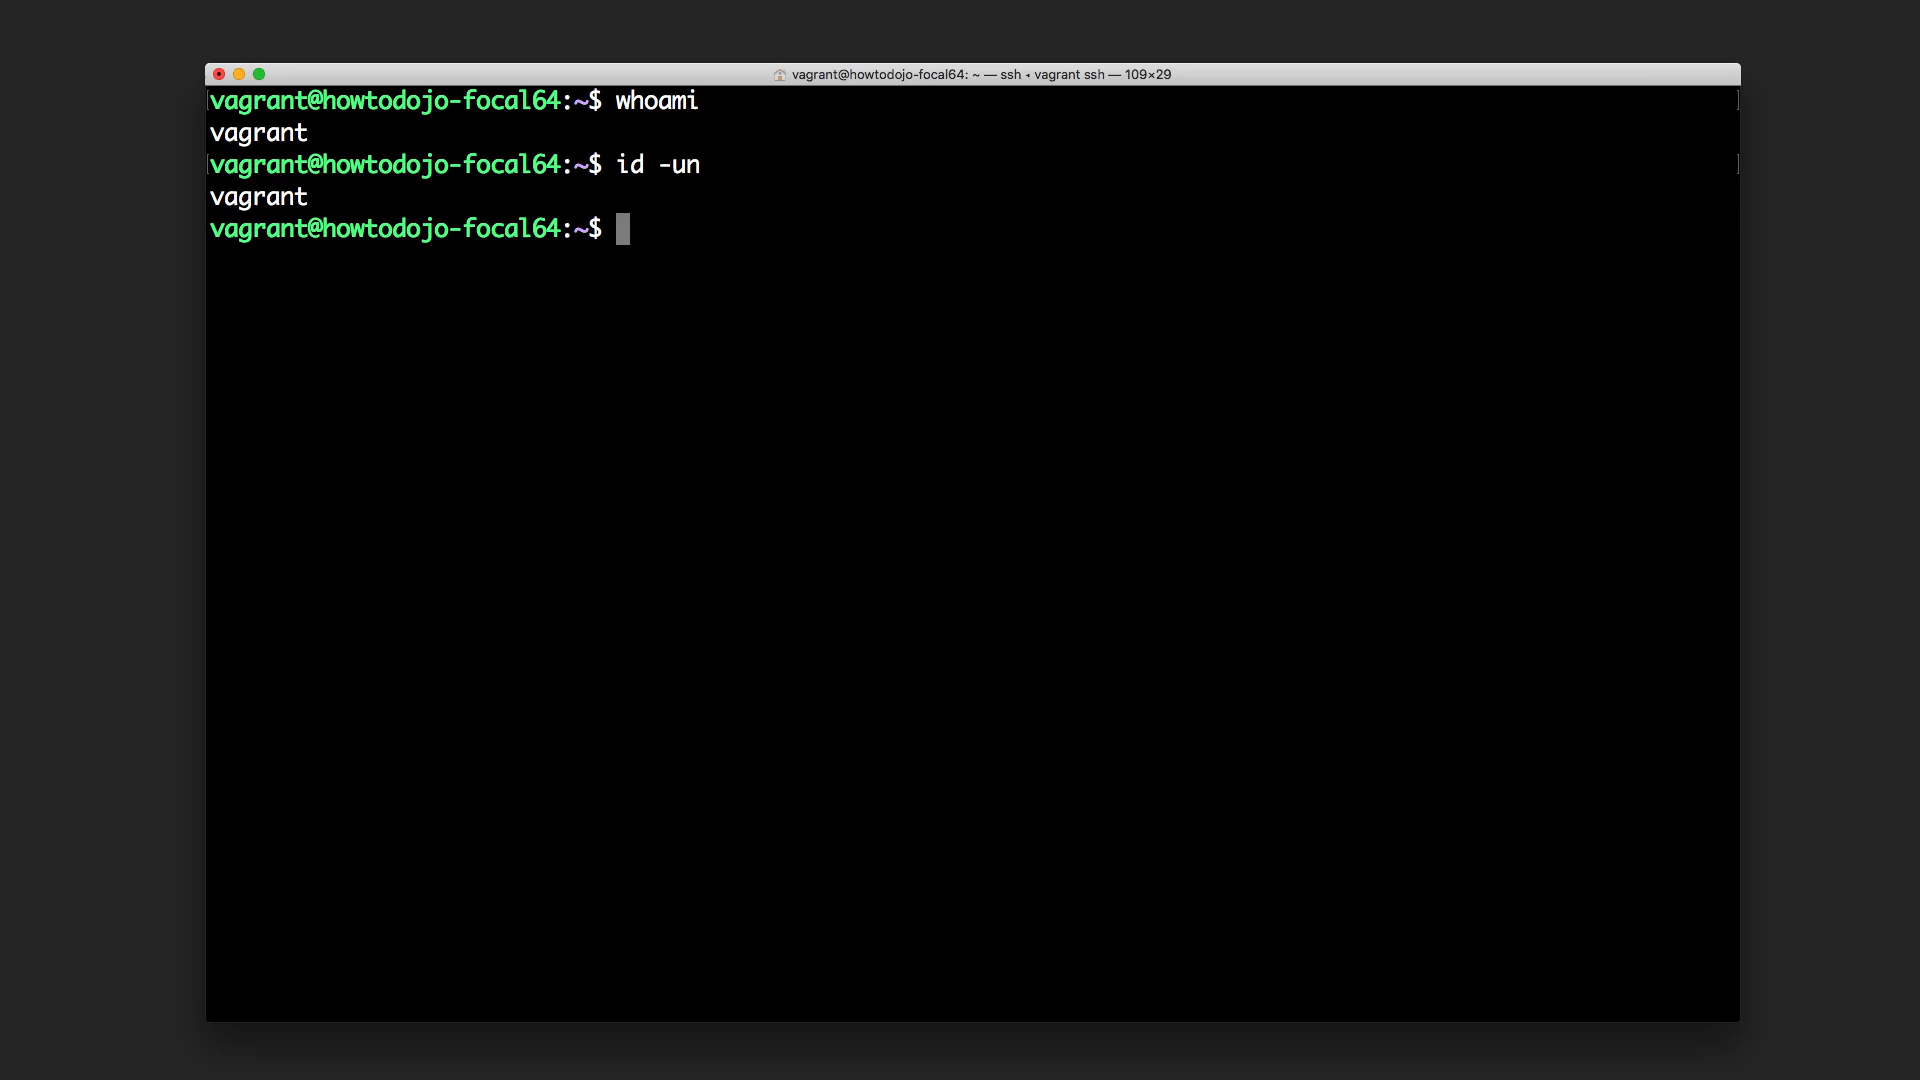 vagrant@howtodojo-focal64: ~ — ssh ◂ vagrant ssh — 109×29
[vagrant@howtodojo-focal64:~$ whoami ]
vagrant
[vagrant@howtodojo-focal64:~$ id -un ]
vagrant
vagrant@howtodojo-focal64:~$